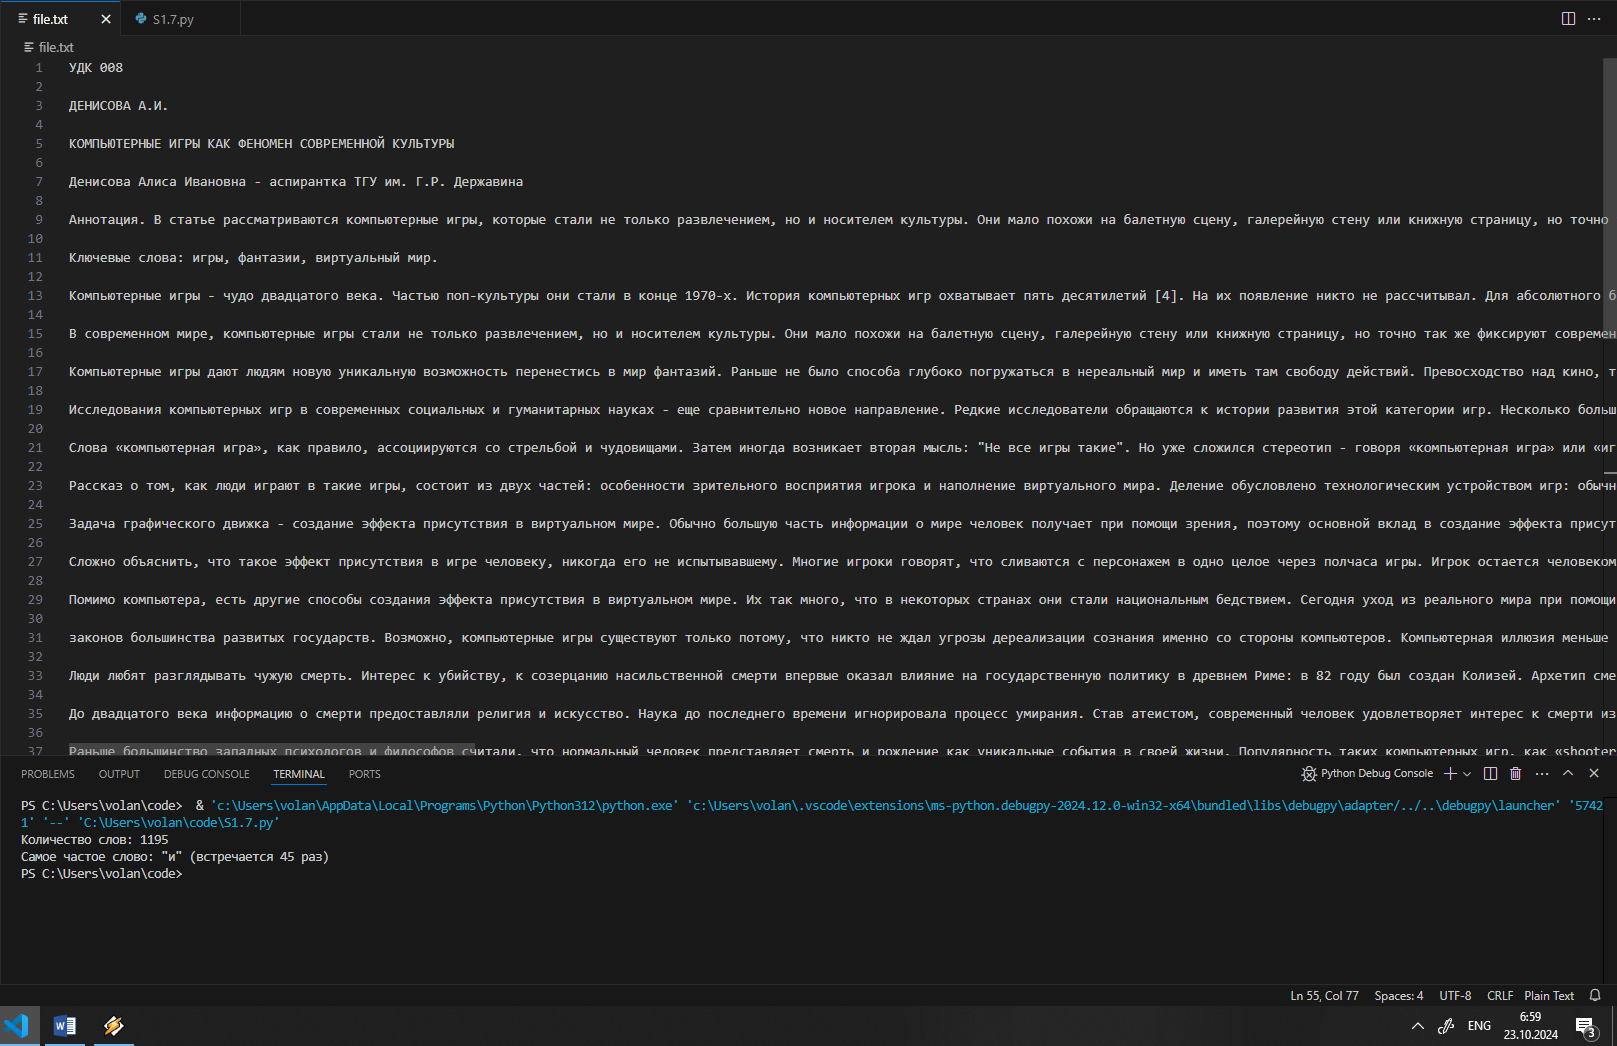 file.txt
S1.7.py
file.txt
1 УДК 008
2
3 ДЕНИСОВА А.И.
4
5 КОМПЬЮТЕРНЫЕ ИГРЫ КАК ФЕНОМЕН СОВРЕМЕННОЙ КУЛЬТУРЫ
6
7 Денисова Алиса Ивановна - аспирантка ТГУ им. Г.Р. Державина
8
9 Аннотация. В статье рассматриваются компьютерные игры, которые стали не только развлечением, но и носителем культуры. Они мало похожи на балетную сцену, галерейную стену или книжную страницу, но точно
10
11 Ключевые слова: игры, фантазии, виртуальный мир.
12
13 Компьютерные игры - чудо двадцатого века. Частью поп-культуры они стали в конце 1970-х. История компьютерных игр охватывает пять десятилетий [4]. На их появление никто не рассчитывал. Для абсолютного б
14
15 В современном мире, компьютерные игры стали не только развлечением, но и носителем культуры. Они мало похожи на балетную сцену, галерейную стену или книжную страницу, но точно так же фиксируют современ
16
17 Компьютерные игры дают людям новую уникальную возможность перенестись в мир фантазий. Раньше не было способа глубоко погружаться в нереальный мир и иметь там свободу действий. Превосходство над кино, т
18
19 Исследования компьютерных игр в современных социальных и гуманитарных науках - еще сравнительно новое направление. Редкие исследователи обращаются к истории развития этой категории игр. Несколько больш
20
21 Слова «компьютерная игра», как правило, ассоциируются со стрельбой и чудовищами. Затем иногда возникает вторая мысль: "Не все игры такие". Но уже сложился стереотип - говоря «компьютерная игра» или «иг
22
23 Рассказ о том, как люди играют в такие игры, состоит из двух частей: особенности зрительного восприятия игрока и наполнение виртуального мира. Деление обусловлено технологическим устройством игр: обычн
24
25 Задача графического движка - создание эффекта присутствия в виртуальном мире. Обычно большую часть информации о мире человек получает при помощи зрения, поэтому основной вклад в создание эффекта присут
26
27 Сложно объяснить, что такое эффект присутствия в игре человеку, никогда его не испытывавшему. Многие игроки говорят, что сливаются с персонажем в одно целое через полчаса игры. Игрок остается человеком
28
29 Помимо компьютера, есть другие способы создания эффекта присутствия в виртуальном мире. Их так много, что в некоторых странах они стали национальным бедствием. Сегодня уход из реального мира при помощи
30
31 законов большинства развитых государств. Возможно, компьютерные игры существуют только потому, что никто не ждал угрозы дереализации сознания именно со стороны компьютеров. Компьютерная иллюзия меньше
32
33 Люди любят разглядывать чужую смерть. Интерес к убийству, к созерцанию насильственной смерти впервые оказал влияние на государственную политику в древнем Риме: в 82 году был создан Колизей. Архетип сме
34
35 До двадцатого века информацию о смерти предоставляли религия и искусство. Наука до последнего времени игнорировала процесс умирания. Став атеистом, современный человек удовлетворяет интерес к смерти из
36
37 Раньше большинство западных психологов и философов считали, что нормальный человек представляет смерть и рождение как уникальные события в своей жизни. Популярность таких компьютерных игр, как «shooter
PROBLEMS OUTPUT DEBUG CONSOLE TERMINAL PORTS
Python Debug Console
PS C:\Users\volan\code> & 'c:\Users\volan\AppData\Local\Programs\Python\Python312\python.exe' 'c:\Users\volan\.vscode\extensions\ms-python.debugpy-2024.12.0-win32-x64\bundled\libs\debugpy\adapter/../..\debugpy\launcher' '5742
1' '--' 'C:\Users\volan\code\S1.7.py'
Количество слов: 1195
Самое частое слово: "и" (встречается 45 раз)
PS C:\Users\volan\code>
Ln 55, Col 77 Spaces: 4 UTF-8 CRLF Plain Text
ENG
6:59
23.10.2024
3